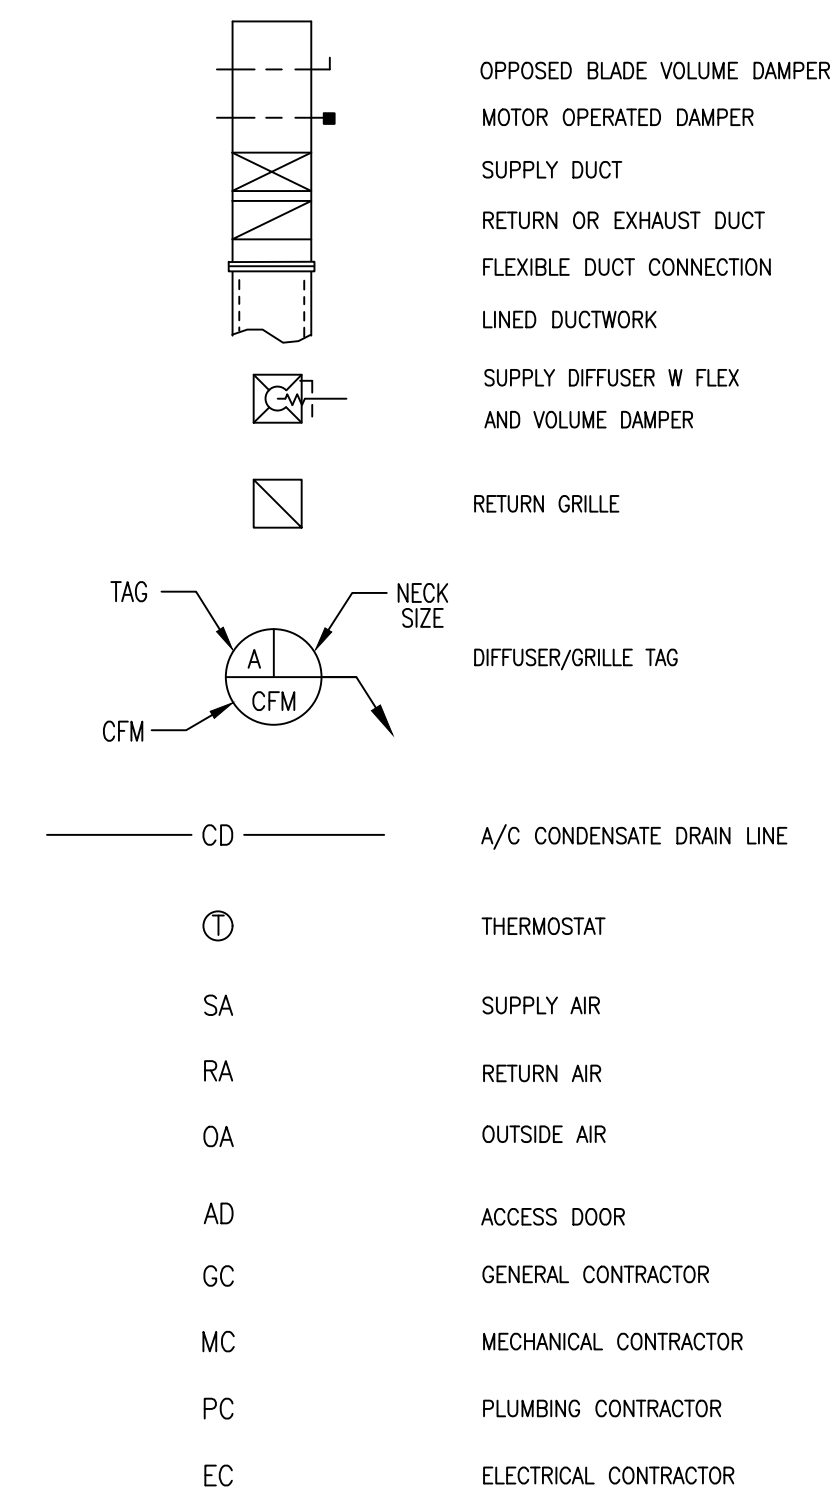 OPPOSED BLADE VOLUME DAMPER
MOTOR OPERATED DAMPER
SUPPLY DUCT
RETURN OR EXHAUST DUCT
FLEXIBLE DUCT CONNECTION
LINED DUCTWORK
SUPPLY DIFFUSER W FLEX
AND VOLUME DAMPER
RETURN GRILLE
TAG
NECK
SIZE
A
CFM
CFM
DIFFUSER/GRILLE TAG
CD A/C CONDENSATE DRAIN LINE
T THERMOSTAT
SA SUPPLY AIR
RA RETURN AIR
OA OUTSIDE AIR
AD ACCESS DOOR
GC GENERAL CONTRACTOR
MC MECHANICAL CONTRACTOR
PC PLUMBING CONTRACTOR
EC ELECTRICAL CONTRACTOR